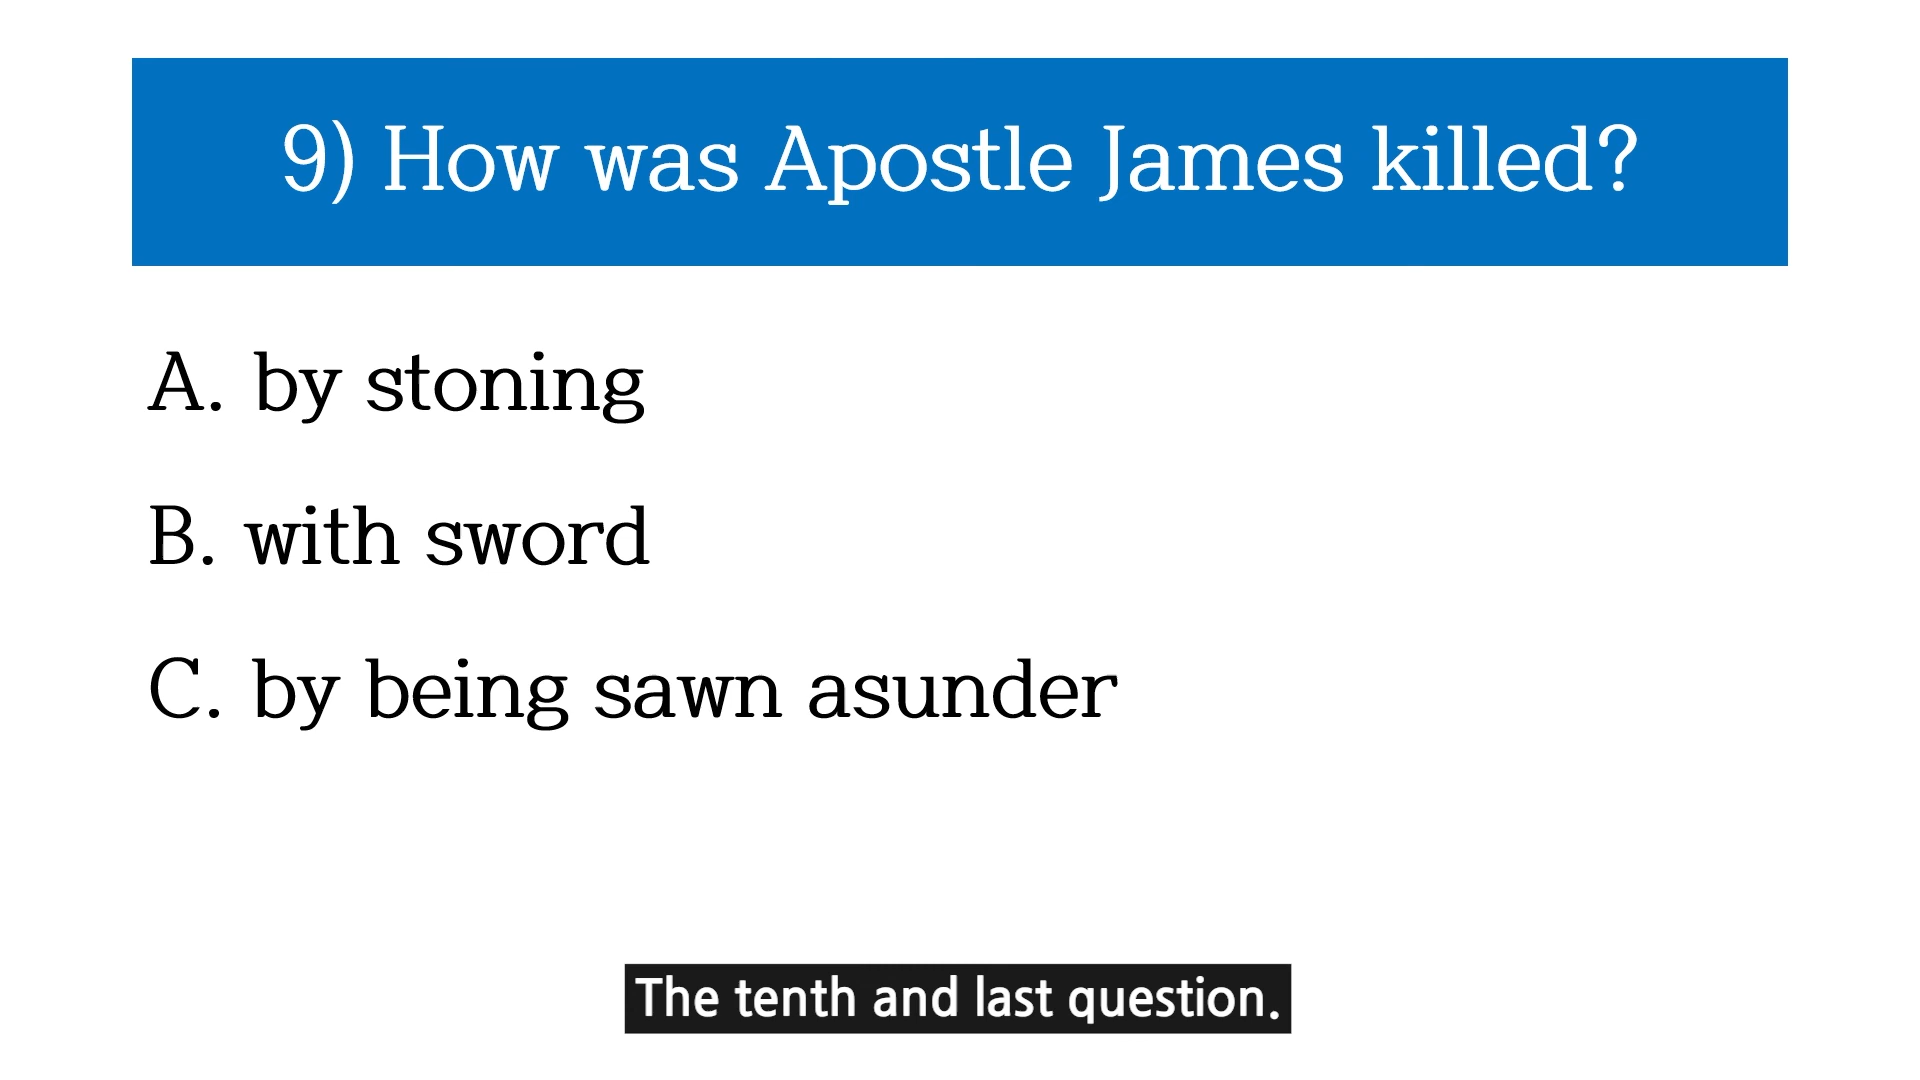 9) How was Apostle James killed?
A. by stoning
B. with sword
C. by being sawn asunder
The tenth and last question.